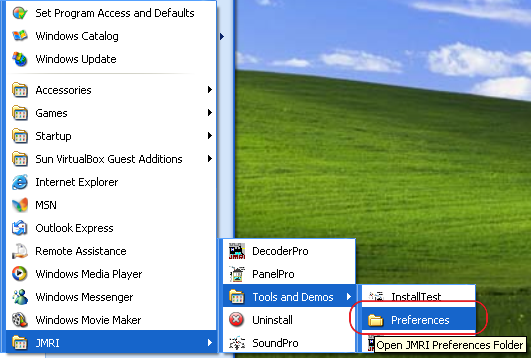 Set Program Access and Defaults
Windows Catalog
Windows Update
Accessories
Games
Startup
Sun VirtualBox Guest Additions
Internet Explorer
MSN
Outlook Express
Remote Assistance
Windows Media Player
Windows Messenger
Windows Movie Maker
JMRI
DecoderPro
PanelPro
Tools and Demos
Uninstall
SoundPro
InstallTest
Preferences
Open JMRI Preferences Folder